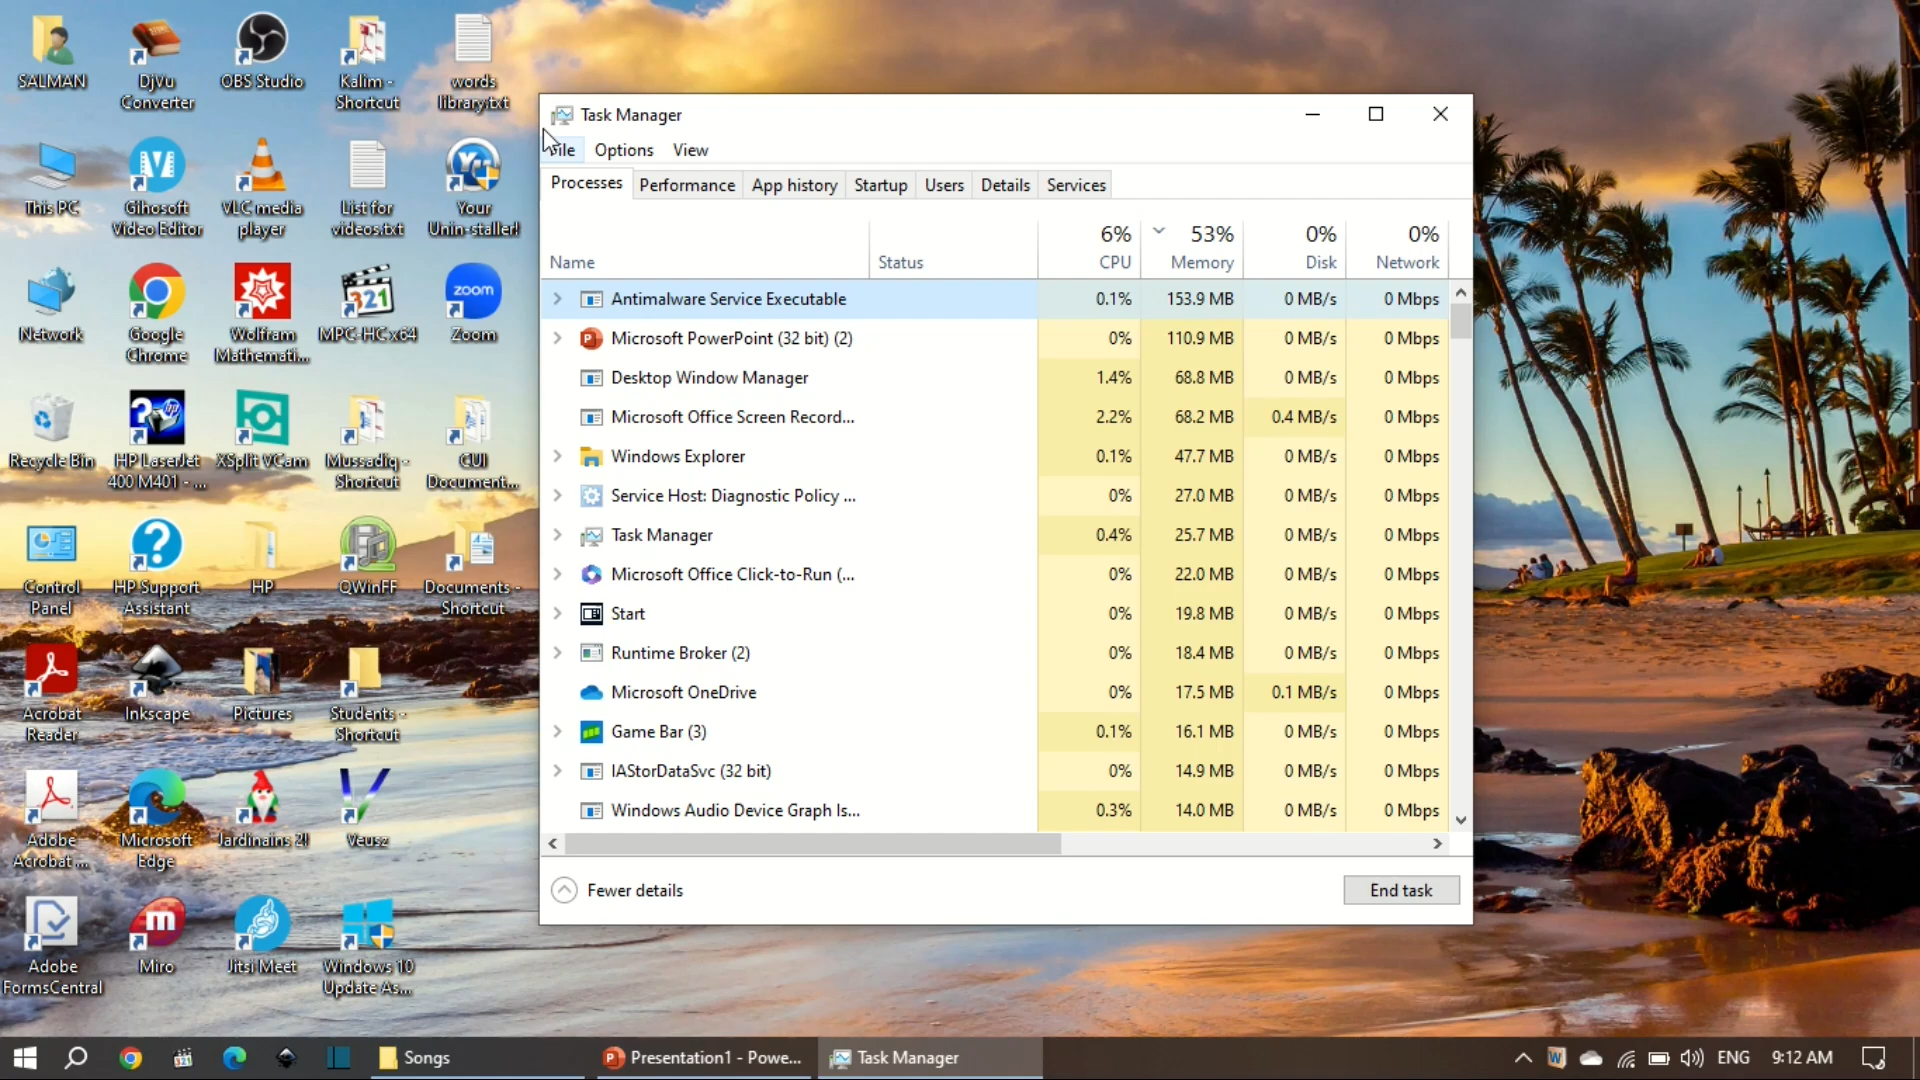 SALMAN
DjVu
Converter
OBS Studio
Kalim -
Shortcut
words
library.txt
This PC
Gihosoft
Video Editor
VLC media
player
List for
videos.txt
Your
Unin-staller!
Network
Google
Chrome
Wolfram
Mathemati...
321
MPC-HC x64
zoom
Zoom
Recycle Bin
HP LaserJet
400 M401 - ...
XSplit VCam
Mussadiq -
Shortcut
CUI
Document...
Control
Panel
HP Support
Assistant
HP
QWinFF
Documents -
Shortcut
Acrobat
Reader
Inkscape
Pictures
Students -
Shortcut
Adobe
Acrobat ...
Microsoft
Edge
Jardinains 2!
Veusz
Adobe
FormsCentral
Miro
Jitsi Meet
Windows 10
Update As...
Task Manager
File Options View
Processes Performance App history Startup Users Details Services
6% 53% 0% 0%
Name Status CPU Memory Disk Network
Antimalware Service Executable 0.1% 153.9 MB 0 MB/s 0 Mbps
Microsoft PowerPoint (32 bit) (2) 0% 110.9 MB 0 MB/s 0 Mbps
Desktop Window Manager 1.4% 68.8 MB 0 MB/s 0 Mbps
Microsoft Office Screen Record... 2.2% 68.2 MB 0.4 MB/s 0 Mbps
Windows Explorer 0.1% 47.7 MB 0 MB/s 0 Mbps
Service Host: Diagnostic Policy ... 0% 27.0 MB 0 MB/s 0 Mbps
Task Manager 0.4% 25.7 MB 0 MB/s 0 Mbps
Microsoft Office Click-to-Run (... 0% 22.0 MB 0 MB/s 0 Mbps
Start 0% 19.8 MB 0 MB/s 0 Mbps
Runtime Broker (2) 0% 18.4 MB 0 MB/s 0 Mbps
Microsoft OneDrive 0% 17.5 MB 0.1 MB/s 0 Mbps
Game Bar (3) 0.1% 16.1 MB 0 MB/s 0 Mbps
IAStorDataSvc (32 bit) 0% 14.9 MB 0 MB/s 0 Mbps
Windows Audio Device Graph Is... 0.3% 14.0 MB 0 MB/s 0 Mbps
Fewer details End task
Songs Presentation1 - Powe... Task Manager ENG 9:12 AM